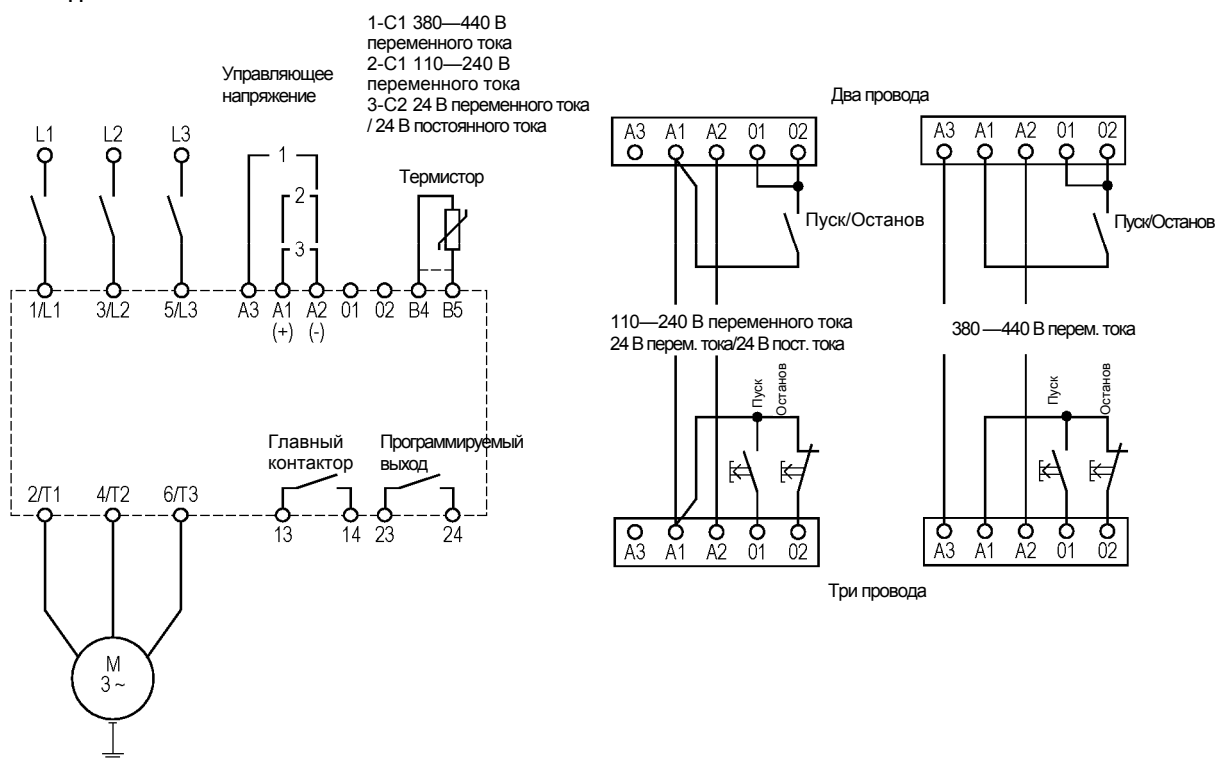 1-C1 380—440 В
переменного тока
2-C1 110—240 В
переменного тока
3-C2 24 В переменного тока
/ 24 В постоянного тока
Управляющее
напряжение
L1 L2 L3
1
2
3
Термистор
1/L1 3/L2 5/L3 A3 A1 A2 01 02 B4 B5
(+) (-)
Главный
контактор
Программируемый
выход
2/T1 4/T2 6/T3
13 14 23 24
M
3 ~
Два провода
A3 A1 A2 01 02
A3 A1 A2 01 02
Пуск/Останов
Пуск/Останов
110—240 В переменного тока
24 В перем. тока/24 В пост. тока
380 —440 В перем. тока
Пуск
Останов
Пуск
Останов
A3 A1 A2 01 02
A3 A1 A2 01 02
Три провода